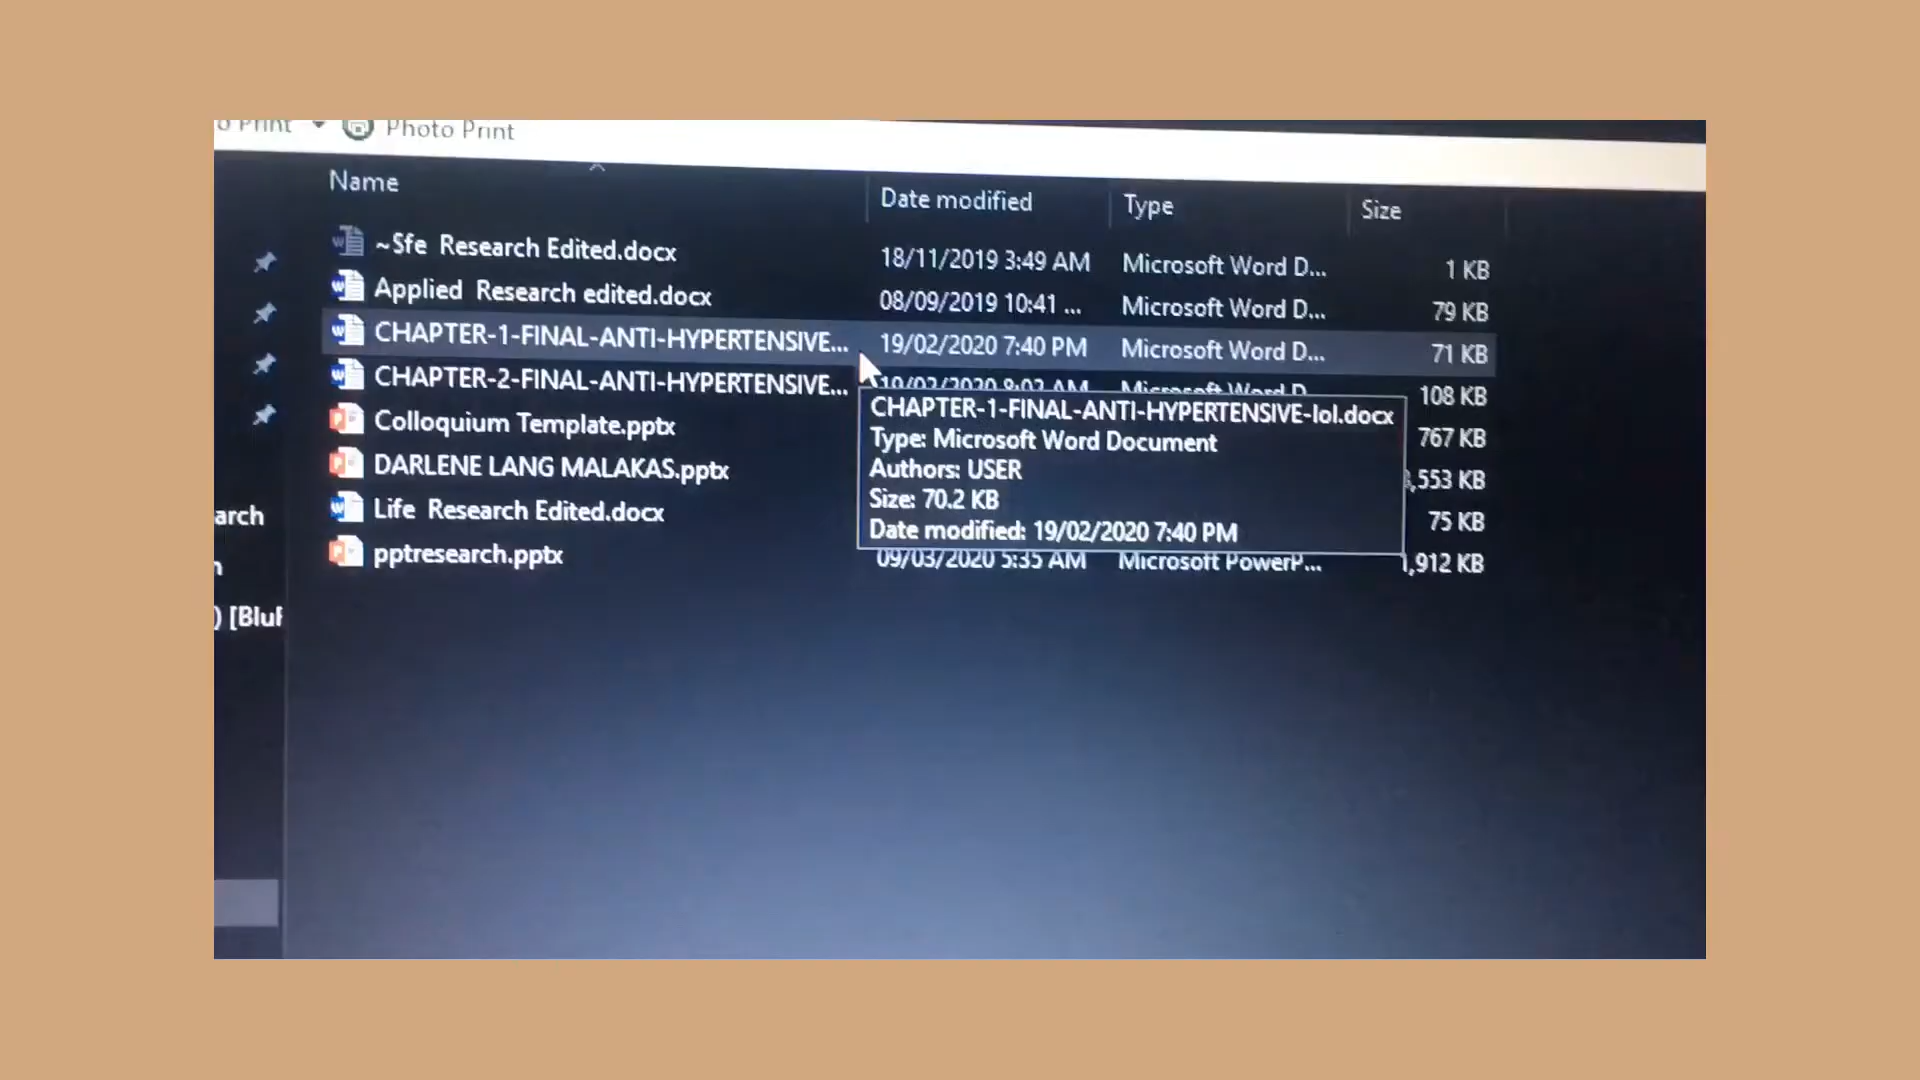 o Print Photo Print
Name Date modified Type Size
~$fe Research Edited.docx 18/11/2019 3:49 AM Microsoft Word D... 1 KB
Applied Research edited.docx 08/09/2019 10:41 ... Microsoft Word D... 79 KB
CHAPTER-1-FINAL-ANTI-HYPERTENSIVE... 19/02/2020 7:40 PM Microsoft Word D... 71 KB
CHAPTER-2-FINAL-ANTI-HYPERTENSIVE... 108 KB
CHAPTER-1-FINAL-ANTI-HYPERTENSIVE-lol.docx
Type: Microsoft Word Document
Authors: USER
Size: 70.2 KB
Date modified: 19/02/2020 7:40 PM
Colloquium Template.pptx 767 KB
DARLENE LANG MALAKAS.pptx ,553 KB
Life Research Edited.docx 75 KB
pptresearch.pptx 09/03/2020 5:35 AM Microsoft PowerP... ,912 KB
arch
) [Blu